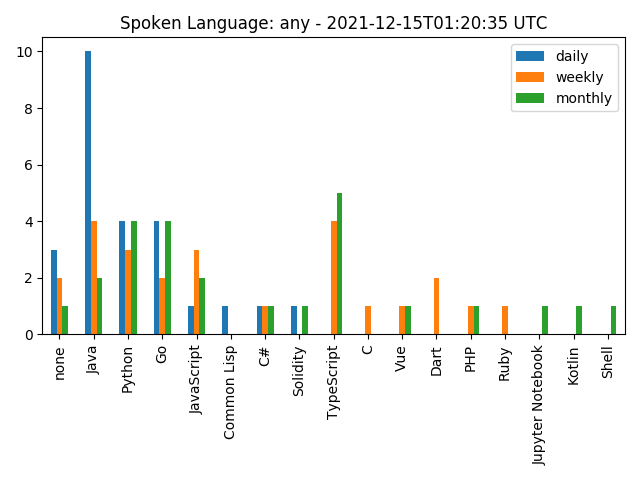 Spoken Language: any - 2021-12-15T01:20:35 UTC
daily
weekly
monthly
10
8
6
4
2
0
none
Java
Python
Go
JavaScript
Common Lisp
C#
Solidity
TypeScript
C
Vue
Dart
PHP
Ruby
Jupyter Notebook
Kotlin
Shell